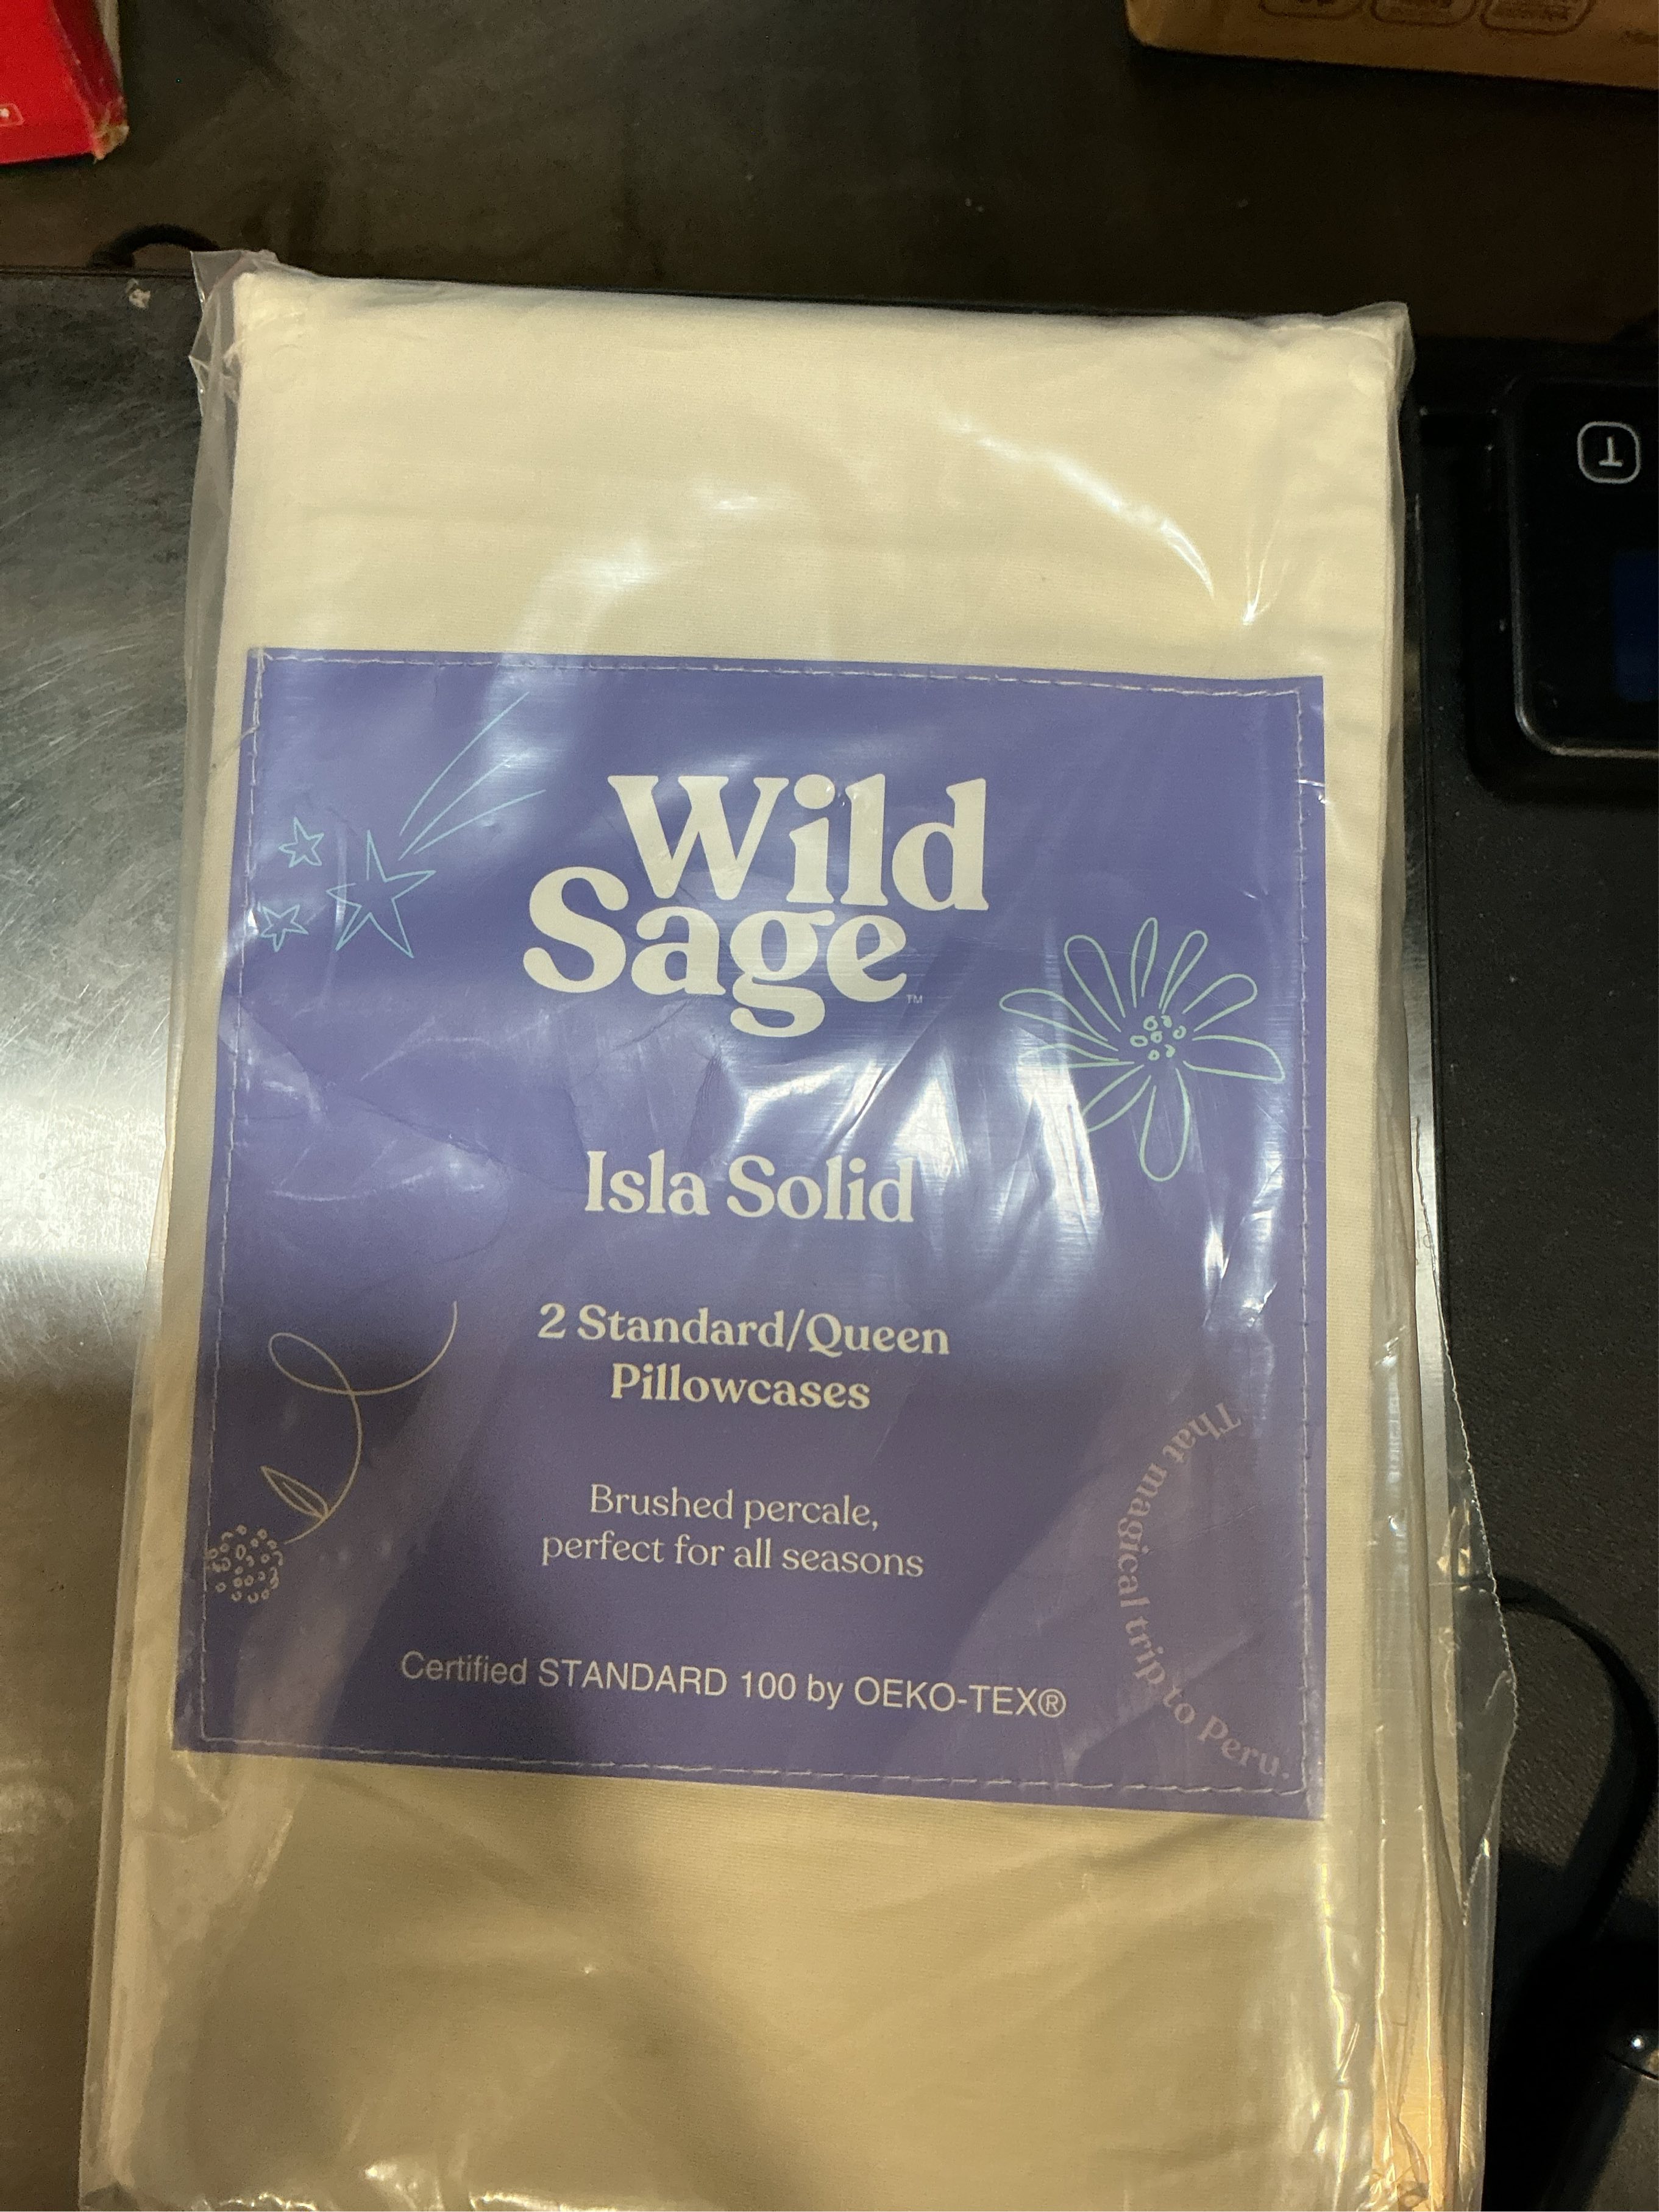 Wild
Sage
TM
Isla Solid
2 Standard/Queen
Pillowcases
Brushed percale,
perfect for all seasons
That magical trip to Peru.
Certified STANDARD 100 by OEKO-TEX®
T